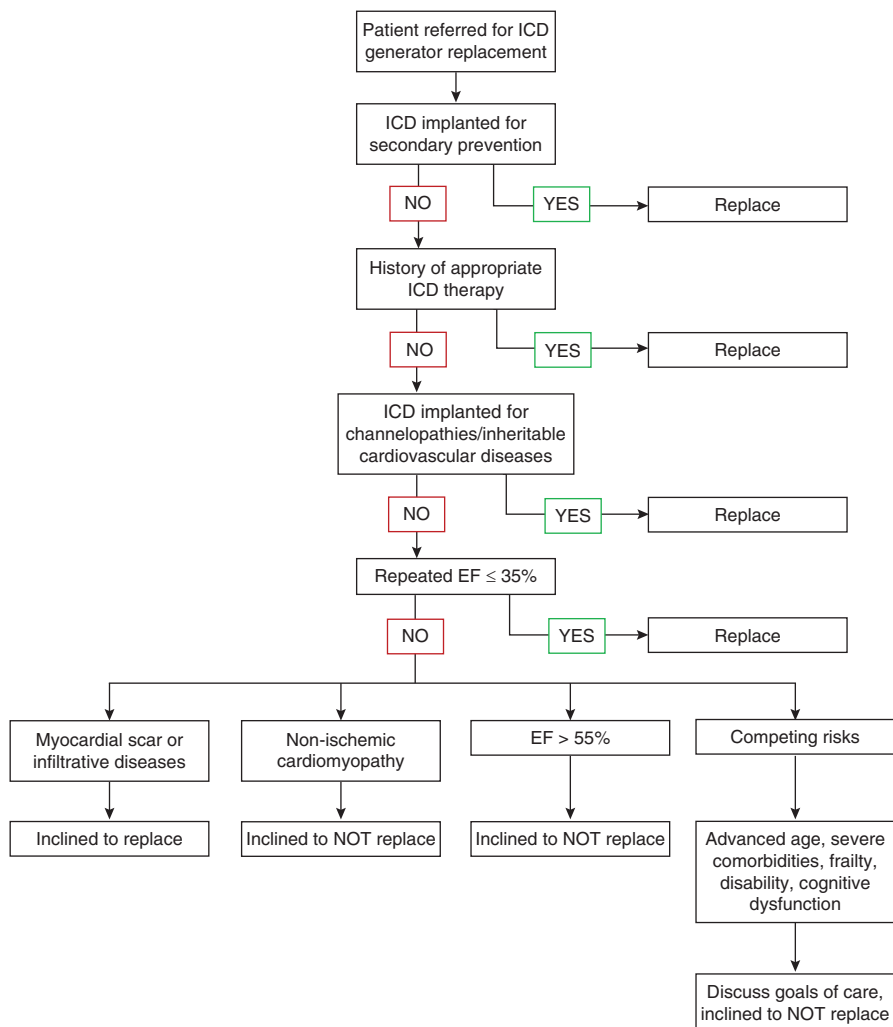 Patient referred for ICD
generator replacement
ICD implanted for
secondary prevention
NO
YES
Replace
History of appropriate
ICD therapy
NO
YES
Replace
ICD implanted for
channelopathies/inheritable
cardiovascular diseases
NO
YES
Replace
Repeated EF ≤ 35%
NO
YES
Replace
Myocardial scar or
infiltrative diseases
Inclined to replace
Non-ischemic
cardiomyopathy
Inclined to NOT replace
EF > 55%
Inclined to NOT replace
Competing risks
Advanced age, severe
comorbidities, frailty,
disability, cognitive
dysfunction
Discuss goals of care,
inclined to NOT replace